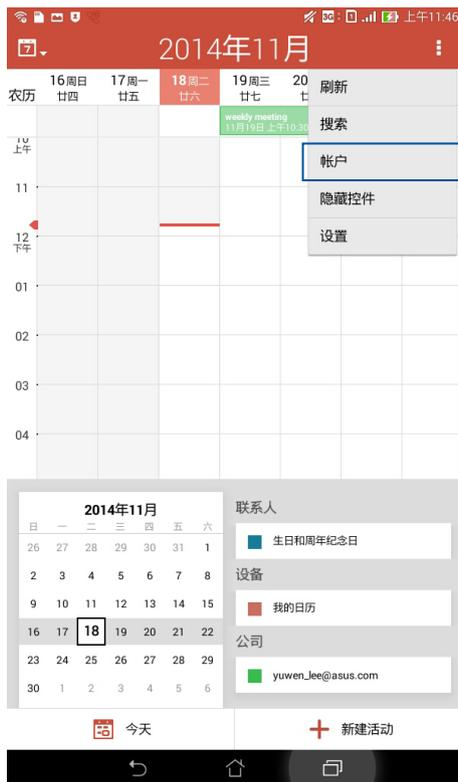 3G 1 上午11:46
7 2014年11月
农历 16周日 17周一 18周二 19周三 20
廿四 廿五 廿六 廿七
weekly meeting
11月19日 上午10:30
刷新
搜索
帐户
隐藏控件
设置
10
上午
11
12
下午
01
02
03
04
2014年11月
日 一 二 三 四 五 六
26 27 28 29 30 31 1
2 3 4 5 6 7 8
9 10 11 12 13 14 15
16 17 18 19 20 21 22
23 24 25 26 27 28 29
30 1 2 3 4 5 6
联系人
生日和周年纪念日
设备
我的日历
公司
yuwen_lee@asus.com
今天 新建活动